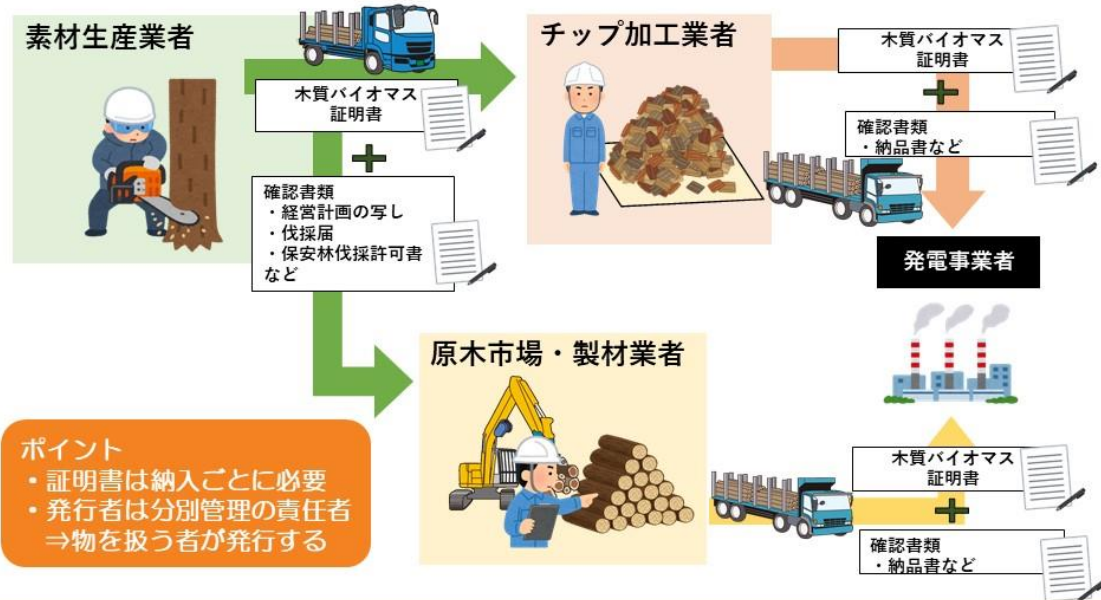 素材生産業者
木質バイオマス
証明書
+
確認書類
・経営計画の写し
・伐採届
・保安林伐採許可書
など
チップ加工業者
木質バイオマス
証明書
+
確認書類
・納品書など
発電事業者
原木市場・製材業者
木質バイオマス
証明書
+
確認書類
・納品書など
ポイント
・証明書は納入ごとに必要
・発行者は分別管理の責任者
⇒物を扱う者が発行する